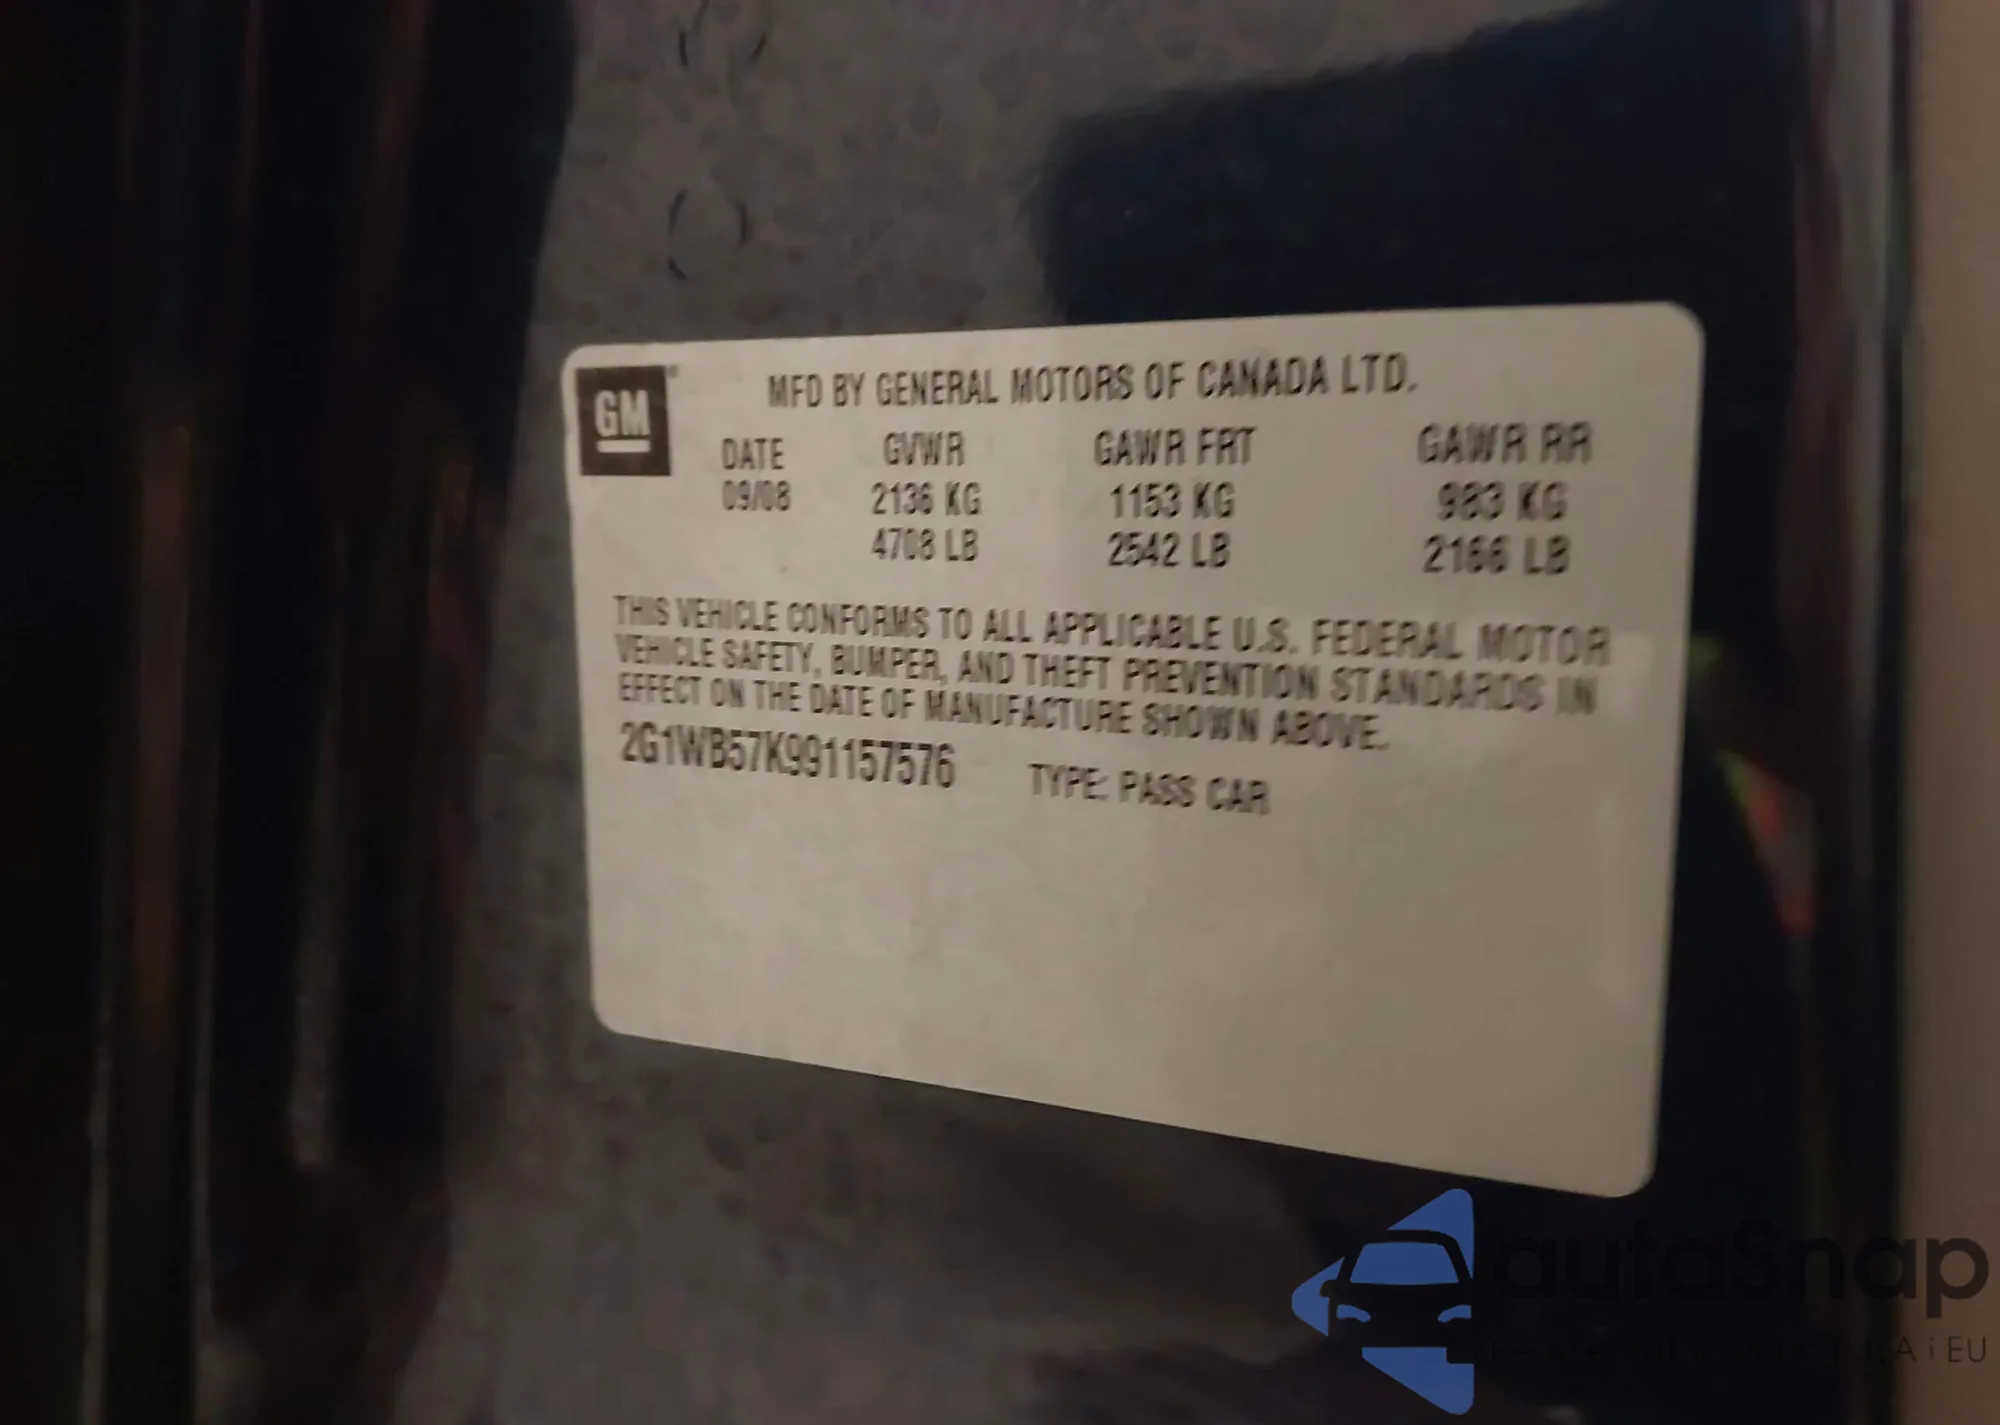 GM
MFD BY GENERAL MOTORS OF CANADA LTD.
DATE GVWR GAWR FRT GAWR RR
09/08 2136 KG 1153 KG 983 KG
4708 LB 2542 LB 2166 LB
THIS VEHICLE CONFORMS TO ALL APPLICABLE U.S. FEDERAL MOTOR
VEHICLE SAFETY, BUMPER, AND THEFT PREVENTION STANDARDS IN
EFFECT ON THE DATE OF MANUFACTURE SHOWN ABOVE.
2G1WB57K991157576 TYPE: PASS CAR
autaSnap
i EU